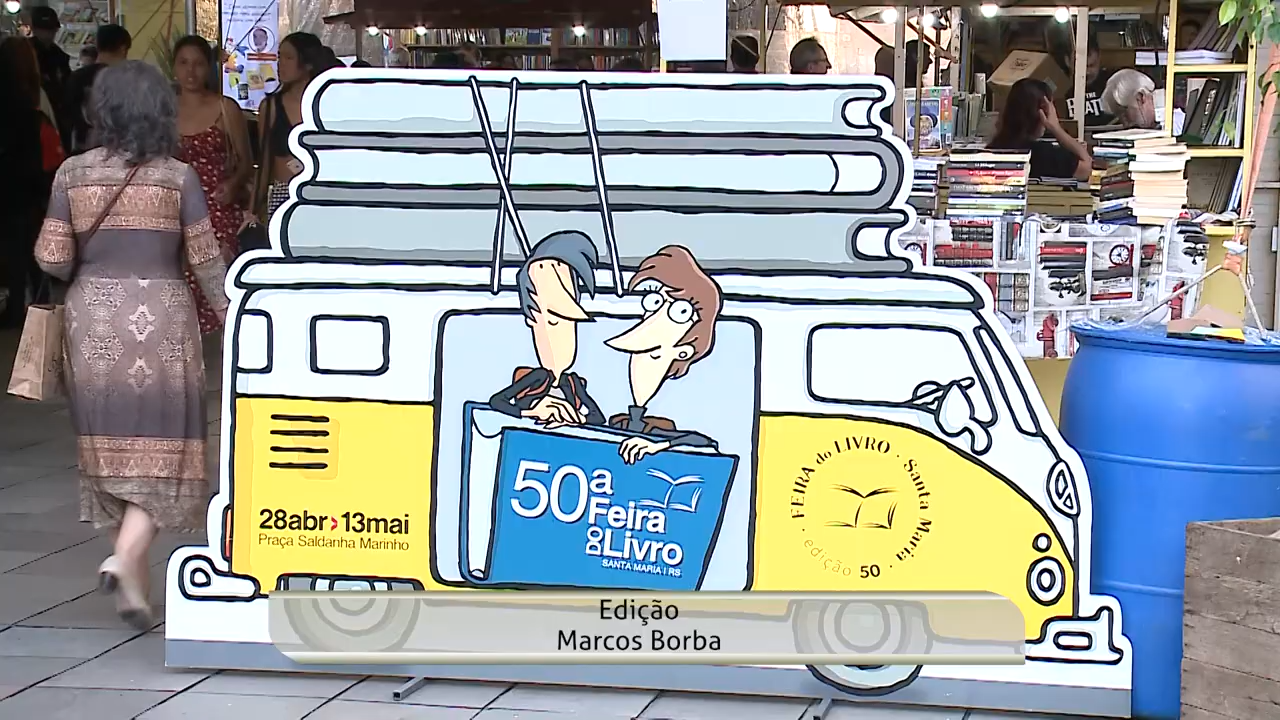 50a
Feira
DO Livro
SANTA MARIA | RS
28abr›13mai
Praça Saldanha Marinho
FEIRA do LIVRO · Santa Maria ·
edição 50 ·
Edição
Marcos Borba